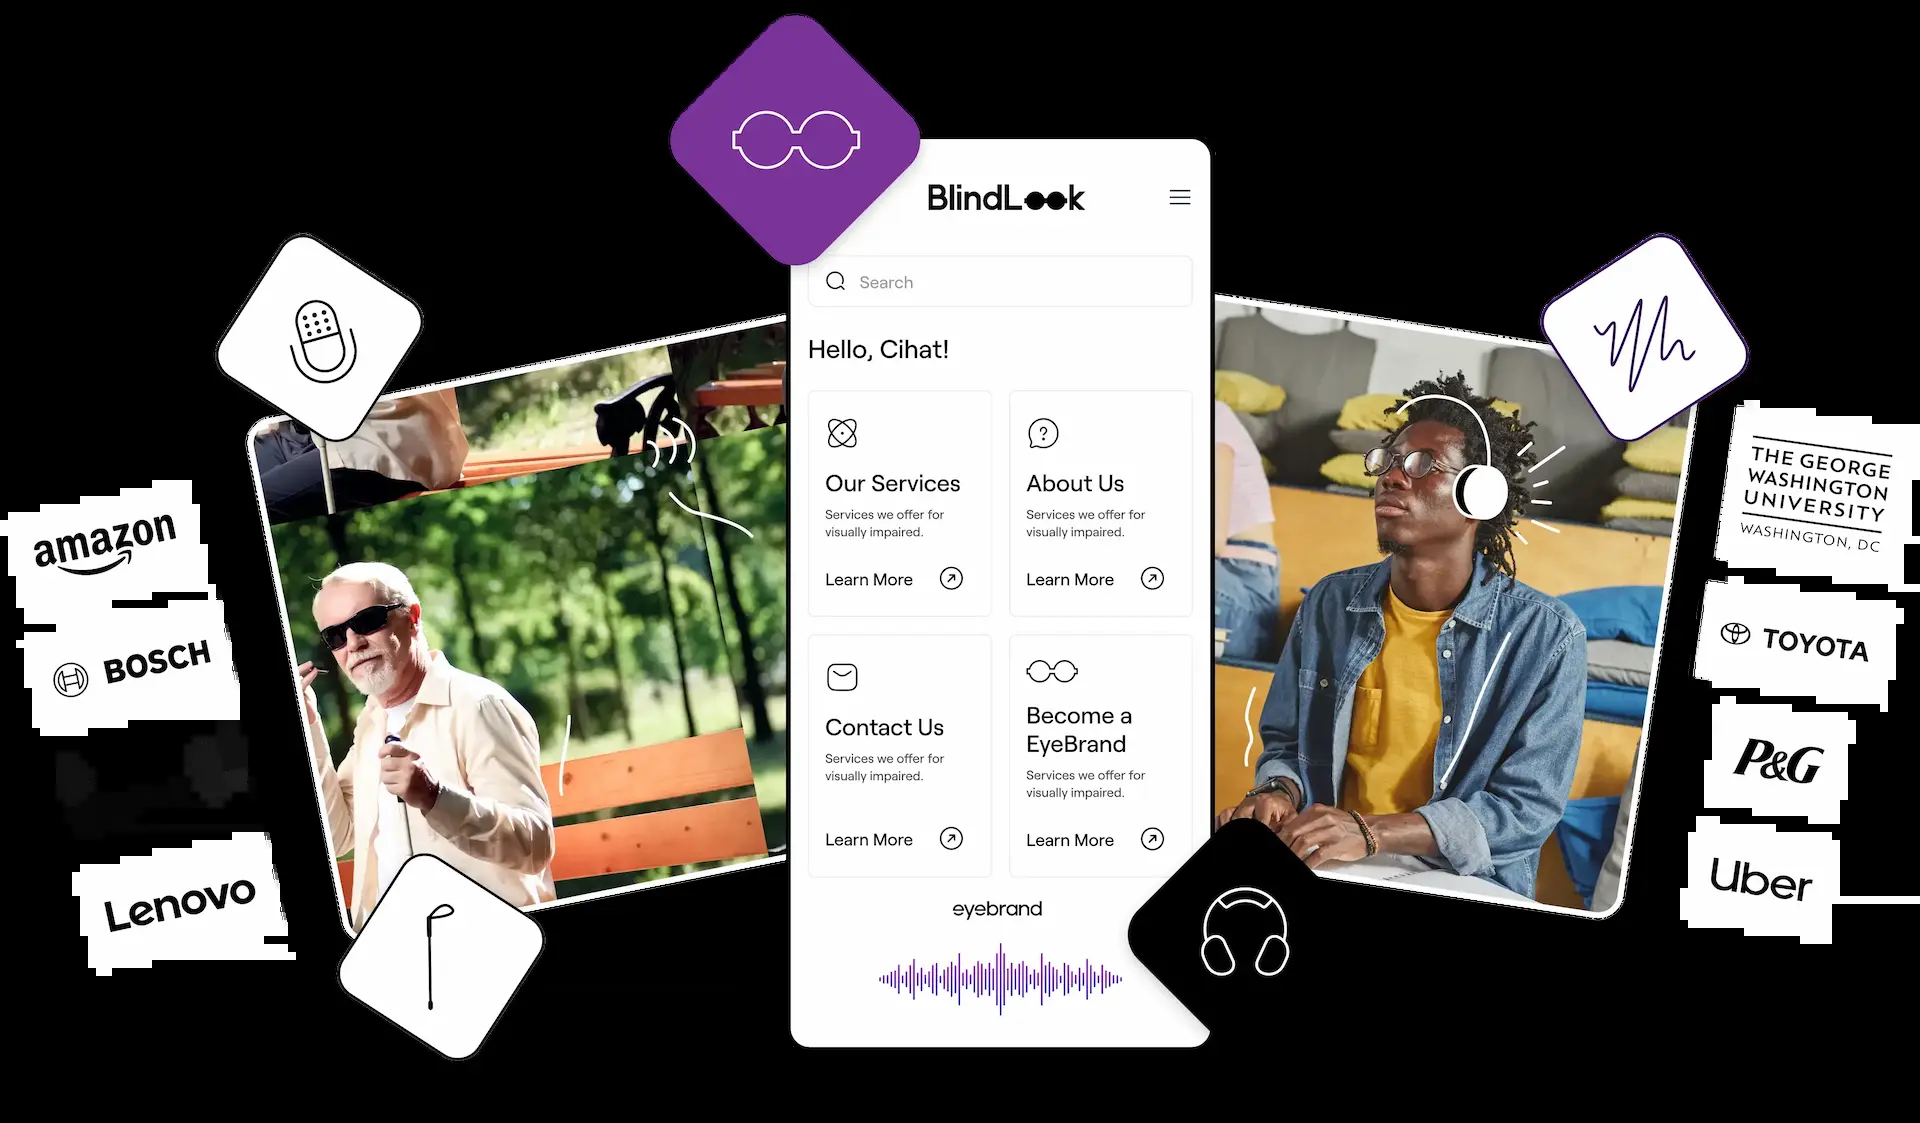 BlindLook
Search
Hello, Cihat!
Our Services
Services we offer for
visually impaired.
Learn More
About Us
Services we offer for
visually impaired.
Learn More
Contact Us
Services we offer for
visually impaired.
Learn More
Become a
EyeBrand
Services we offer for
visually impaired.
Learn More
eyebrand
amazon
BOSCH
Lenovo
THE GEORGE
WASHINGTON
UNIVERSITY
WASHINGTON, DC
TOYOTA
P&G
Uber